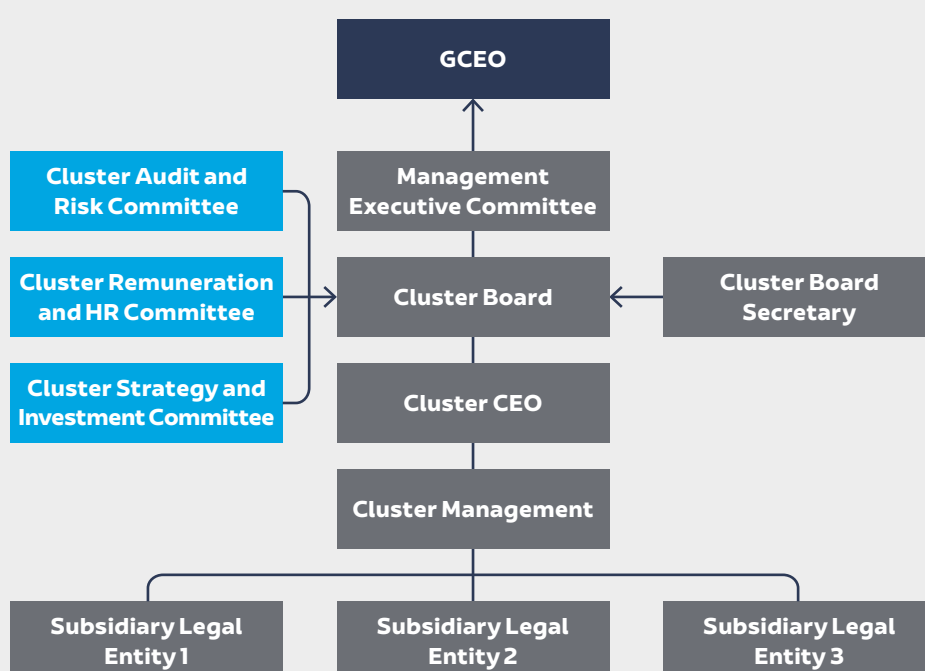 GCEO
Cluster Audit and
Risk Committee
Management
Executive Committee
Cluster Remuneration
and HR Committee
Cluster Board
Cluster Board
Secretary
Cluster Strategy and
Investment Committee
Cluster CEO
Cluster Management
Subsidiary Legal
Entity 1
Subsidiary Legal
Entity 2
Subsidiary Legal
Entity 3